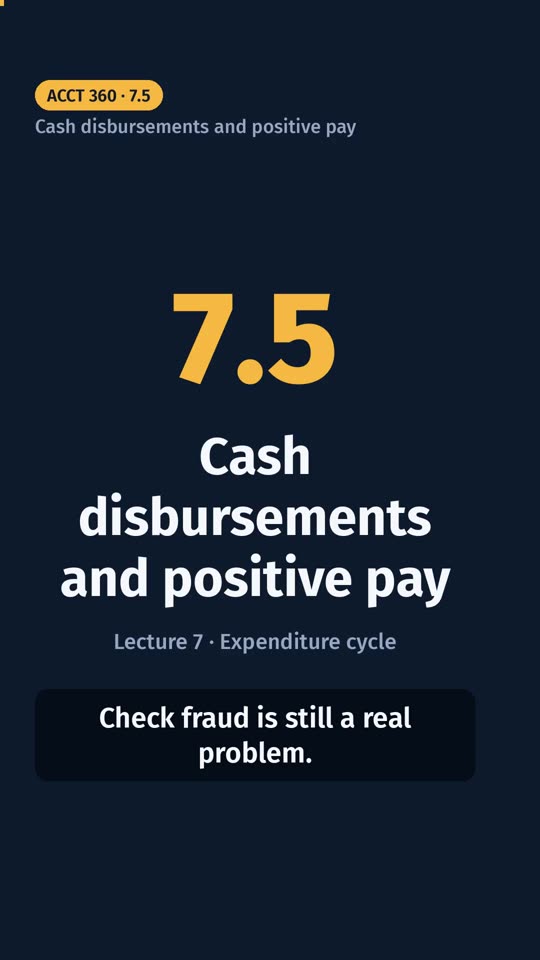 ACCT 360 · 7.5
Cash disbursements and positive pay
7.5
Cash
disbursements
and positive pay
Lecture 7 · Expenditure cycle
Check fraud is still a real
problem.